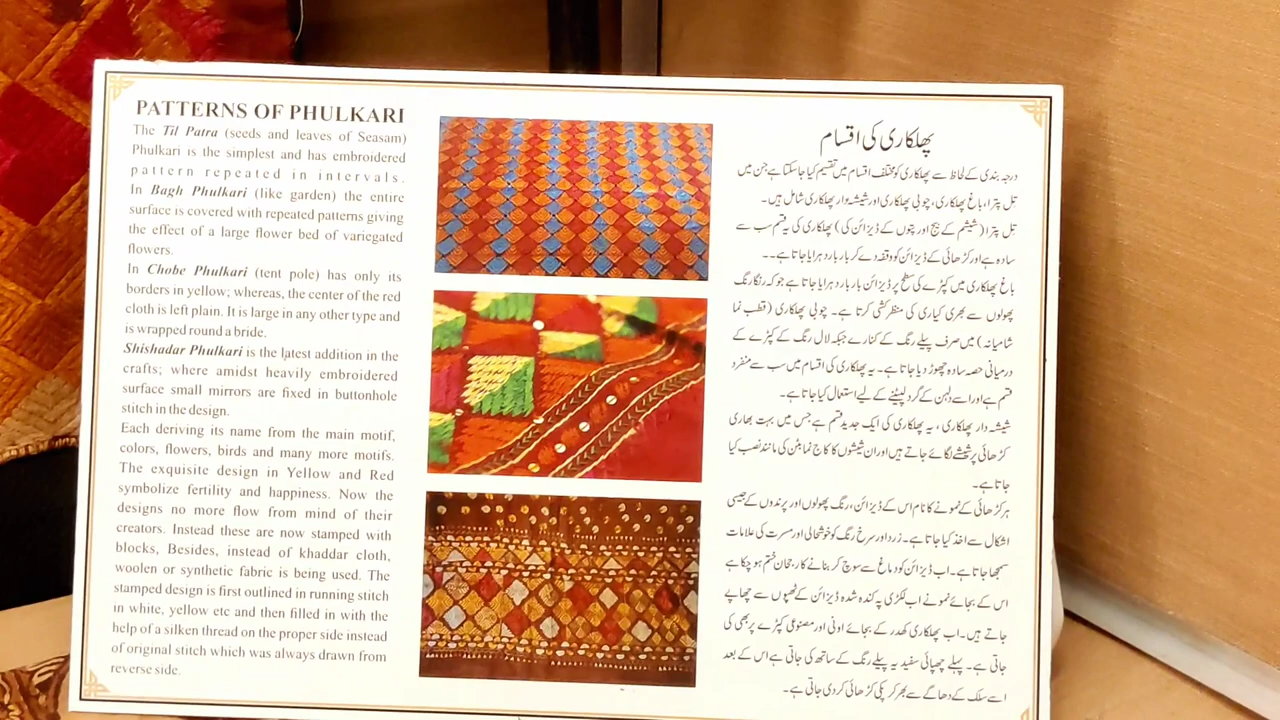 PATTERNS OF PHULKARI
The Til Patra (seeds and leaves of Seasam)
Phulkari is the simplest and has embroidered
pattern repeated in intervals.
In Bagh Phulkari (like garden) the entire
surface is covered with repeated patterns giving
the effect of a large flower bed of variegated
flowers.
In Chobe Phulkari (tent pole) has only its
borders in yellow; whereas, the center of the red
cloth is left plain. It is large in any other type and
is wrapped round a bride.
Shishadar Phulkari is the latest addition in the
crafts; where amidst heavily embroidered
surface small mirrors are fixed in buttonhole
stitch in the design.
Each deriving its name from the main motif,
colors, flowers, birds and many more motifs.
The exquisite design in Yellow and Red
symbolize fertility and happiness. Now the
designs no more flow from mind of their
creators. Instead these are now stamped with
blocks, Besides, instead of khaddar cloth,
woolen or synthetic fabric is being used. The
stamped design is first outlined in running stitch
in white, yellow etc and then filled in with the
help of a silken thread on the proper side instead
of original stitch which was always drawn from
reverse side.
پھلکاری کی اقسام
درجہ بندی کے لحاظ سے پھلکاری کو مختلف اقسام میں تقسیم کیا جا سکتا ہے جن میں
تِل پترا، باغ پھلکاری، چوبی پھلکاری اور شیشہ دار پھلکاری شامل ہیں۔
تِل پترا (شیشم کے بیج اور پتوں کے ڈیزائن کی) پھلکاری کی یہ قسم سب سے
سادہ ہے اور کڑھائی کے ڈیزائن کو وقفہ دے کر بار بار دہرایا جاتا ہے۔۔
باغ پھلکاری میں کپڑے کی سطح پر ڈیزائن بار بار دہرایا جاتا ہے جو کہ رنگا رنگ
پھولوں سے بھری کیاری کی منظر کشی کرتا ہے۔ چوبی پھلکاری (قطب نما
شامیانہ) میں صرف پیلے رنگ کے کنارے جبکہ لال رنگ کے کپڑے کے
درمیانی حصہ سادہ چھوڑ دیا جاتا ہے۔ یہ پھلکاری کی اقسام میں سب سے منفرد
قسم ہے اور اسے دلہن کے گرد لپیٹنے کے لیے استعمال کیا جاتا ہے۔
شیشہ دار پھلکاری، یہ پھلکاری کی ایک جدید قسم ہے جس میں بہت بھاری
کڑھائی پر شیشے لگائے جاتے ہیں اور ان شیشوں کا کاج نما بٹن کی مانند نصب کیا
جاتا ہے۔
ہر کڑھائی کے نمونے کا نام اس کے ڈیزائن، رنگ پھولوں اور پرندوں کے جیسی
اشکال سے اخذ کیا جاتا ہے۔ زرد اور سرخ رنگ کو خوشحالی اور مسرت کی علامات
سمجھا جاتا ہے۔ اب ڈیزائن کو دماغ سے سوچ کر بنانے کا رجحان ختم ہو چکا ہے
اس کے بجائے نمونے اب لکڑی پہ کندہ شدہ ڈیزائن کے ٹھپوں سے چھاپے
جاتے ہیں۔ اب پھلکاری کھدر کے بجائے اونی اور مصنوعی کپڑے پر بھی کی
جاتی ہے۔ پہلے چھپائی سفید یہ پیلے رنگ کے ساتھ کی جاتی ہے اس کے بعد
اسے سلک کے دھاگے سے بھر کر پکی کڑھائی کر دی جاتی ہے۔